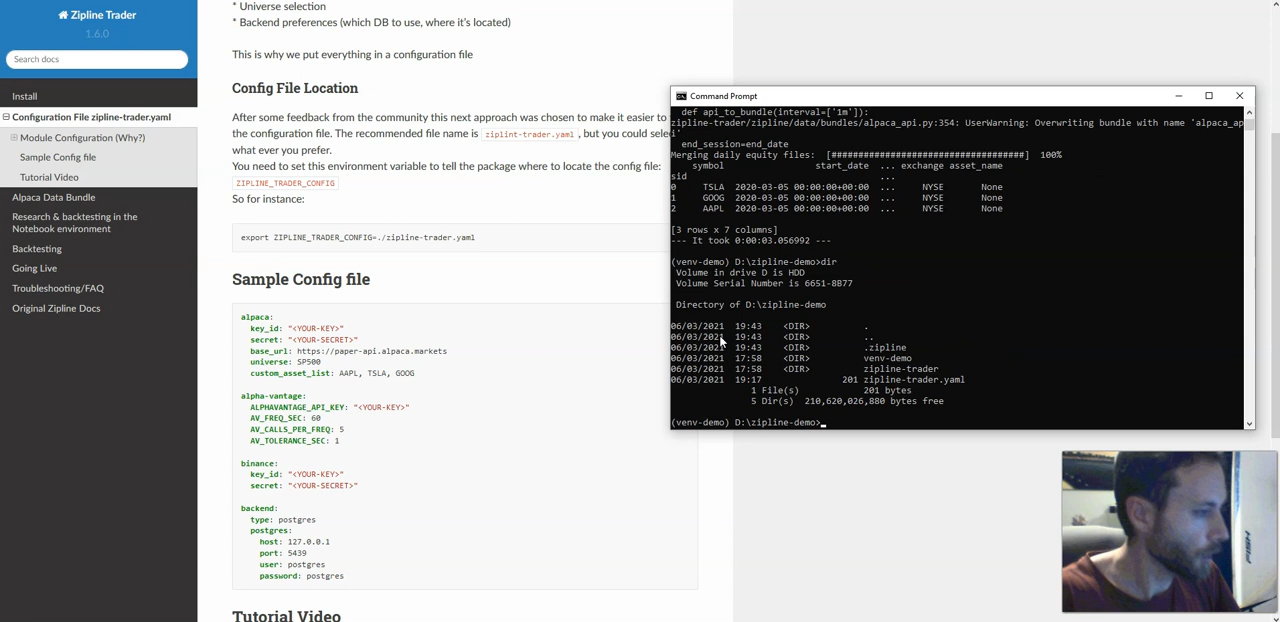 Zipline Trader
1.6.0
Search docs
Install
Configuration File zipline-trader.yaml
Module Configuration (Why?)
Sample Config file
Tutorial Video
Alpaca Data Bundle
Research & backtesting in the
Notebook environment
Backtesting
Going Live
Troubleshooting/FAQ
Original Zipline Docs
* Universe selection
* Backend preferences (which DB to use, where it's located)
This is why we put everything in a configuration file
Config File Location
After some feedback from the community this next approach was chosen to make it easier to
the configuration file. The recommended file name is ziplint-trader.yaml , but you could sele
what ever you prefer.
You need to set this environment variable to tell the package where to locate the config file:
ZIPLINE_TRADER_CONFIG
So for instance:
export ZIPLINE_TRADER_CONFIG=./zipline-trader.yaml
Sample Config file
alpaca:
key_id: "<YOUR-KEY>"
secret: "<YOUR-SECRET>"
base_url: https://paper-api.alpaca.markets
universe: SP500
custom_asset_list: AAPL, TSLA, GOOG
alpha-vantage:
ALPHAVANTAGE_API_KEY: "<YOUR-KEY>"
AV_FREQ_SEC: 60
AV_CALLS_PER_FREQ: 5
AV_TOLERANCE_SEC: 1
binance:
key_id: "<YOUR-KEY>"
secret: "<YOUR-SECRET>"
backend:
type: postgres
postgres:
host: 127.0.0.1
port: 5439
user: postgres
password: postgres
Tutorial Video
Command Prompt
def api_to_bundle(interval=['1m']):
zipline-trader/zipline/data/bundles/alpaca_api.py:354: UserWarning: Overwriting bundle with name 'alpaca_ap
i'
end_session=end_date
Merging daily equity files: [####################################] 100%
symbol start_date ... exchange asset_name
sid ...
0 TSLA 2020-03-05 00:00:00+00:00 ... NYSE None
1 GOOG 2020-03-05 00:00:00+00:00 ... NYSE None
2 AAPL 2020-03-05 00:00:00+00:00 ... NYSE None
[3 rows x 7 columns]
--- It took 0:00:03.056992 ---
(venv-demo) D:\zipline-demo>dir
Volume in drive D is HDD
Volume Serial Number is 6651-8B77
Directory of D:\zipline-demo
06/03/2021 19:43 <DIR> .
06/03/2021 19:43 <DIR> ..
06/03/2021 19:43 <DIR> .zipline
06/03/2021 17:58 <DIR> venv-demo
06/03/2021 17:58 <DIR> zipline-trader
06/03/2021 19:17 201 zipline-trader.yaml
1 File(s) 201 bytes
5 Dir(s) 210,620,026,880 bytes free
(venv-demo) D:\zipline-demo>